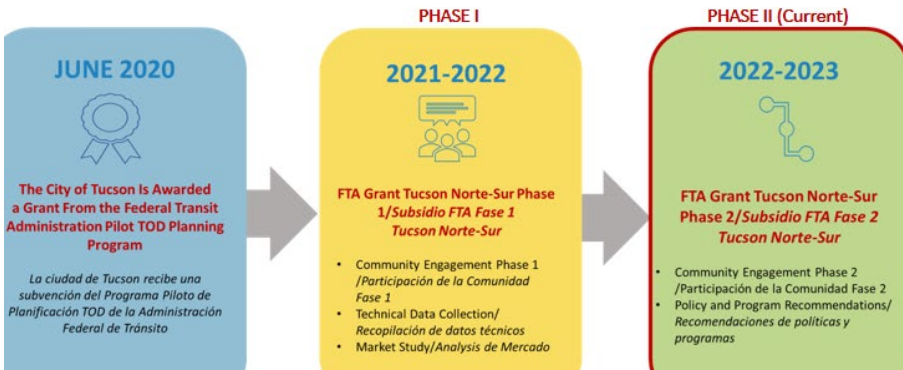 PHASE I
PHASE II (Current)
JUNE 2020
The City of Tucson Is Awarded
a Grant From the Federal Transit
Administration Pilot TOD Planning
Program
La ciudad de Tucson recibe una
subvención del Programa Piloto de
Planificación TOD de la Administración
Federal de Tránsito
2021-2022
FTA Grant Tucson Norte-Sur Phase
1/Subsidio FTA Fase 1
Tucson Norte-Sur
• Community Engagement Phase 1
/Participación de la Comunidad
Fase 1
• Technical Data Collection/
Recopilación de datos técnicos
• Market Study/Analysis de Mercado
2022-2023
FTA Grant Tucson Norte-Sur
Phase 2/Subsidio FTA Fase 2
Tucson Norte-Sur
• Community Engagement Phase 2
/Participación de la Comunidad Fase 2
• Policy and Program Recommendations/
Recomendaciones de políticas y
programas